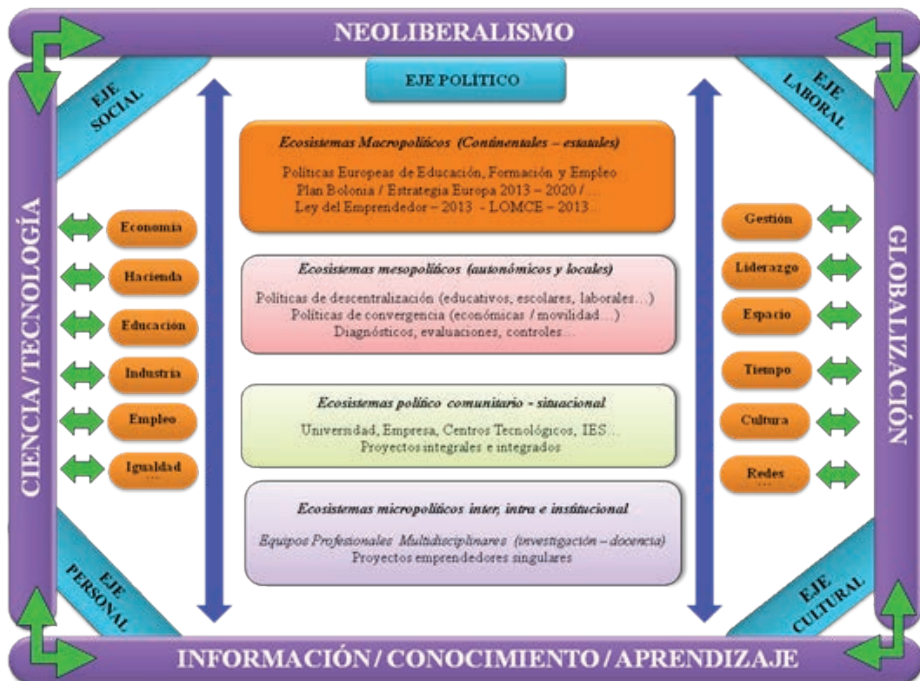 NEOLIBERALISMO
EJE SOCIAL
EJE POLÍTICO
EJE LABORAL
CIENCIA / TECNOLOGÍA
GLOBALIZACIÓN
Ecosistemas Macropolíticos (Continentales – estatales)
Políticas Europeas de Educación, Formación y Empleo
Plan Bolonia / Estrategia Europa 2013 – 2020 / …
Ley del Emprendedor – 2013 - LOMCE – 2013…
Economía
Hacienda
Educación
Industria
Empleo
Igualdad
…
Ecosistemas mesopolíticos (autonómicos y locales)
Políticas de descentralización (educativos, escolares, laborales…)
Políticas de convergencia (económicas / movilidad…)
Diagnósticos, evaluaciones, controles…
Gestión
Liderazgo
Espacio
Tiempo
Cultura
Redes
…
Ecosistemas político comunitario - situacional
Universidad, Empresa, Centros Tecnológicos, IES…
Proyectos integrales e integrados
Ecosistemas micropolíticos inter, intra e institucional
Equipos Profesionales Multidisciplinares (investigación – docencia)
Proyectos emprendedores singulares
EJE PERSONAL
EJE CULTURAL
INFORMACIÓN / CONOCIMIENTO / APRENDIZAJE